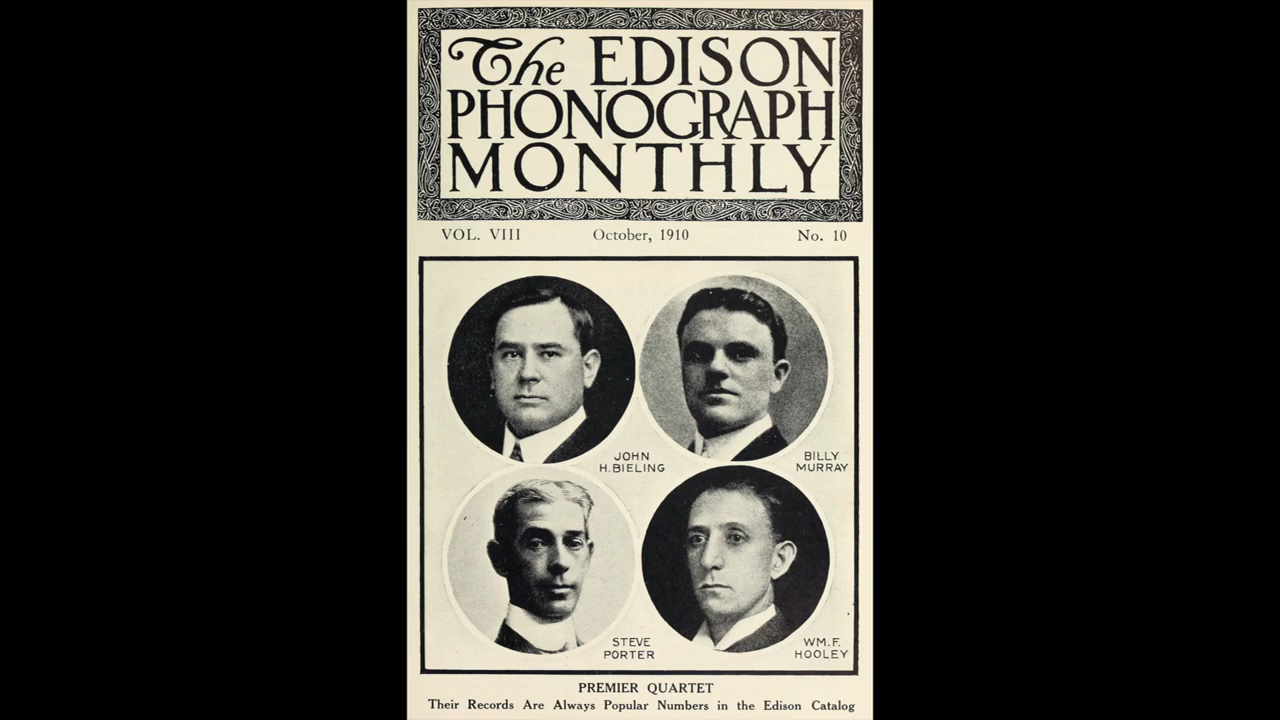 The EDISON
PHONOGRAPH
MONTHLY
VOL. VIII October, 1910 No. 10
JOHN
H. BIELING
BILLY
MURRAY
STEVE
PORTER
WM. F.
HOOLEY
PREMIER QUARTET
Their Records Are Always Popular Numbers in the Edison Catalog